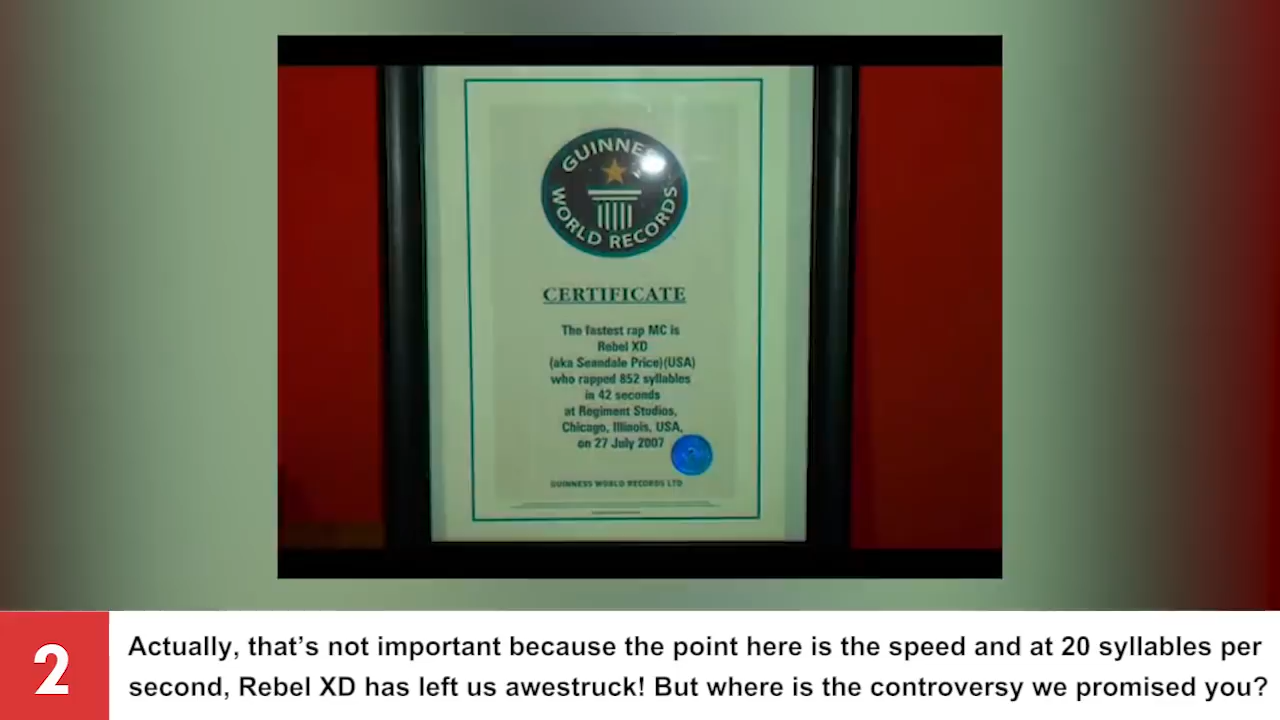 GUINNE
WORLD RECORDS
CERTIFICATE
The fastest rap MC is
Rebel XD
(aka Seandale Price)(USA)
who rapped 852 syllables
in 42 seconds
at Regiment Studios,
Chicago, Illinois, USA,
on 27 July 2007
GUINNESS WORLD RECORDS LTD
2
Actually, that’s not important because the point here is the speed and at 20 syllables per
second, Rebel XD has left us awestruck! But where is the controversy we promised you?